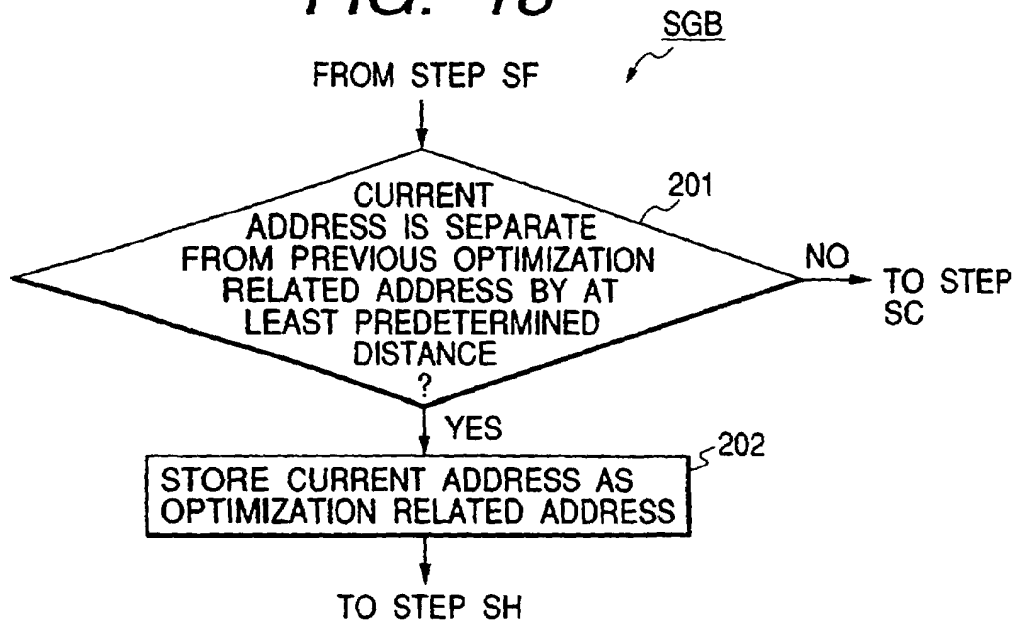 SGB
FROM STEP SF
201
CURRENT
ADDRESS IS SEPARATE
FROM PREVIOUS OPTIMIZATION
RELATED ADDRESS BY AT
LEAST PREDETERMINED
DISTANCE
?
NO
TO STEP
SC
YES
202
STORE CURRENT ADDRESS AS
OPTIMIZATION RELATED ADDRESS
TO STEP SH